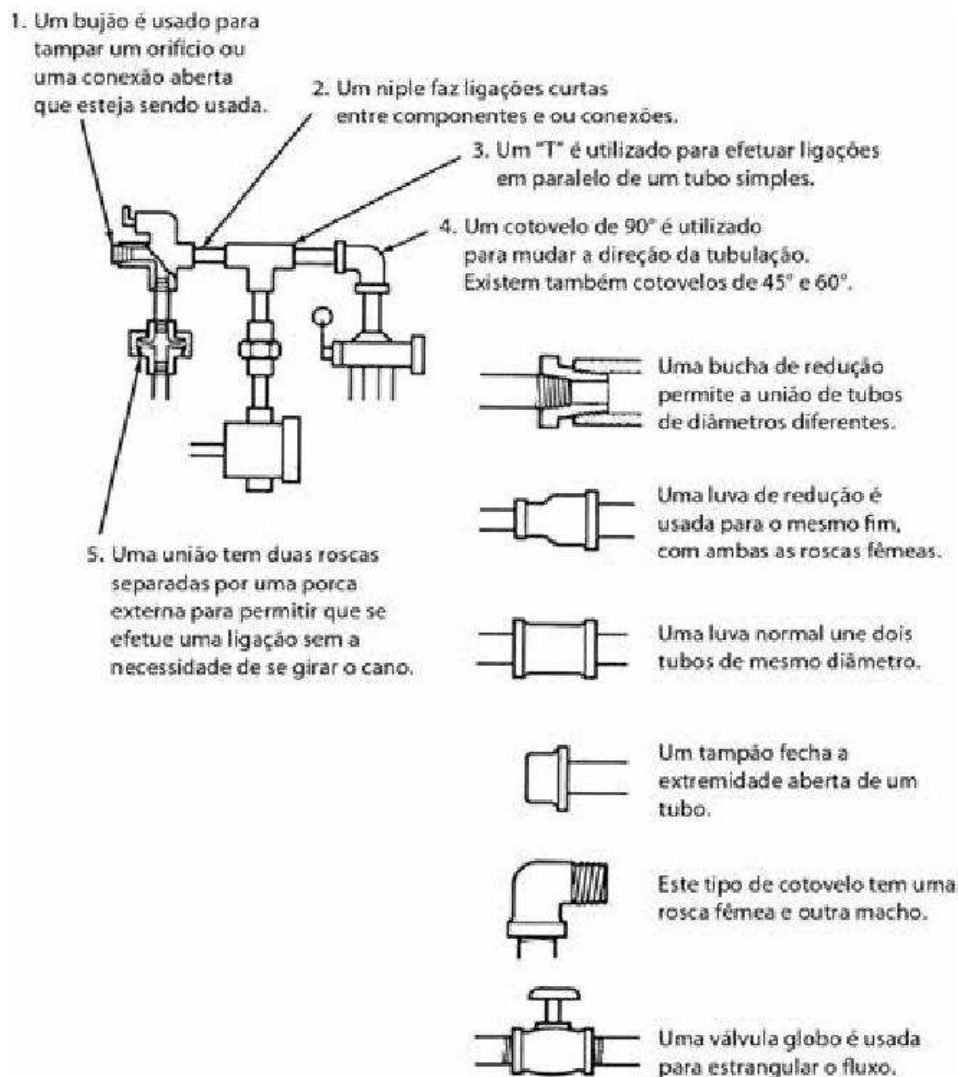 1. Um bujão é usado para
tampar um orifício ou
uma conexão aberta
que esteja sendo usada.
2. Um niple faz ligações curtas
entre componentes e ou conexões.
3. Um "T" é utilizado para efetuar ligações
em paralelo de um tubo simples.
4. Um cotovelo de 90° é utilizado
para mudar a direção da tubulação.
Existem também cotovelos de 45° e 60°.
5. Uma união tem duas roscas
separadas por uma porca
externa para permitir que se
efetue uma ligação sem a
necessidade de se girar o cano.
Uma bucha de redução
permite a união de tubos
de diâmetros diferentes.
Uma luva de redução é
usada para o mesmo fim,
com ambas as roscas fêmeas.
Uma luva normal une dois
tubos de mesmo diâmetro.
Um tampão fecha a
extremidade aberta de um
tubo.
Este tipo de cotovelo tem uma
rosca fêmea e outra macho.
Uma válvula globo é usada
para estrangular o fluxo.